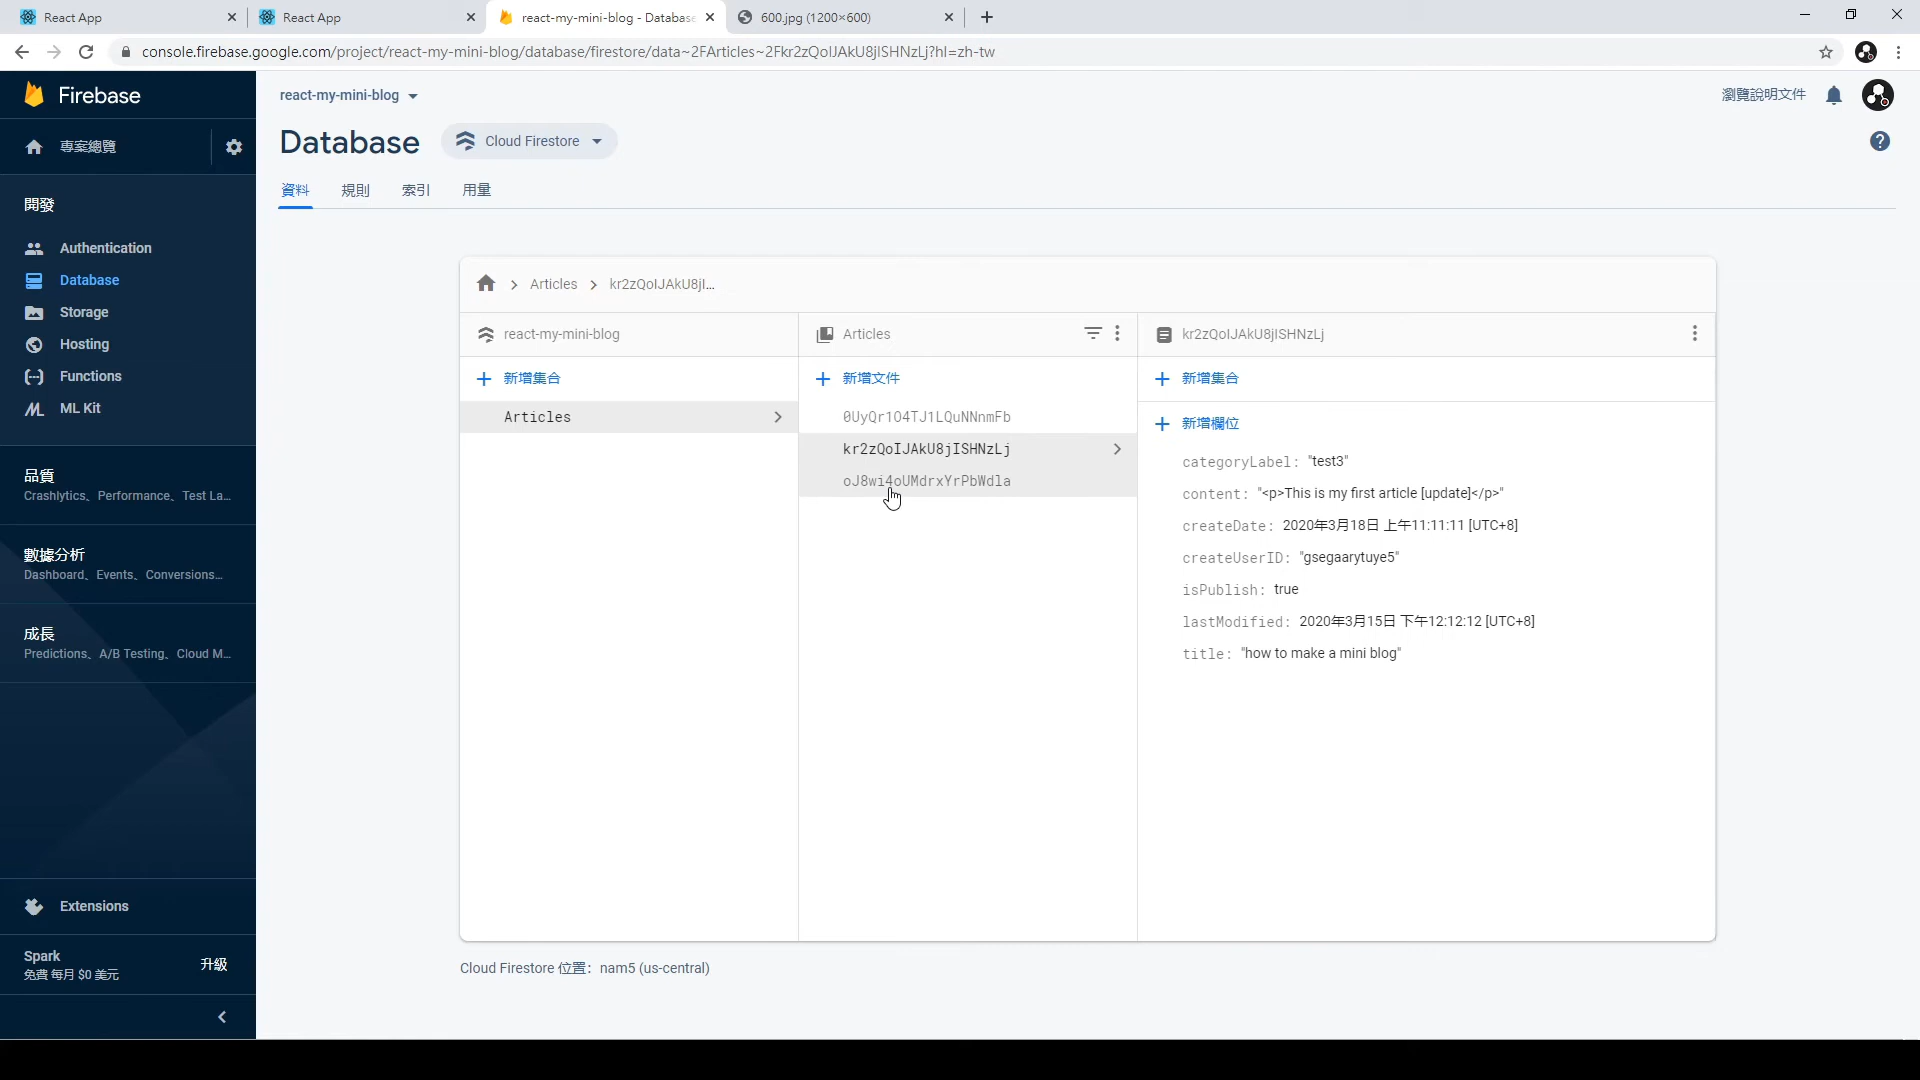 React App
React App
react-my-mini-blog - Databas
600.jpg (1200×600)
console.firebase.google.com/project/react-my-mini-blog/database/firestore/data~2FArticles~2Fkr2zQoIJAkU8jISHNzLj?hl=zh-tw
Firebase
react-my-mini-blog
瀏覽說明文件
專案總覽
Database
Cloud Firestore
資料
規則
索引
用量
開發
Authentication
Database
Storage
Hosting
Functions
ML Kit
品質
Crashlytics、Performance、Test La…
數據分析
Dashboard、Events、Conversions…
成長
Predictions、A/B Testing、Cloud M…
Extensions
Spark
免費 每月 $0 美元
升級
Articles
kr2zQoIJAkU8jI…
react-my-mini-blog
Articles
kr2zQoIJAkU8jISHNzLj
新增集合
新增文件
新增集合
Articles
0UyQr1O4TJ1LQuNNnmFb
kr2zQoIJAkU8jISHNzLj
oJ8wi4oUMdrxYrPbWdla
新增欄位
categoryLabel: "test3"
content: "<p>This is my first article [update]</p>"
createDate: 2020年3月18日 上午11:11:11 [UTC+8]
createUserID: "gsegaarytuye5"
isPublish: true
lastModified: 2020年3月15日 下午12:12:12 [UTC+8]
title: "how to make a mini blog"
Cloud Firestore 位置：nam5 (us-central)